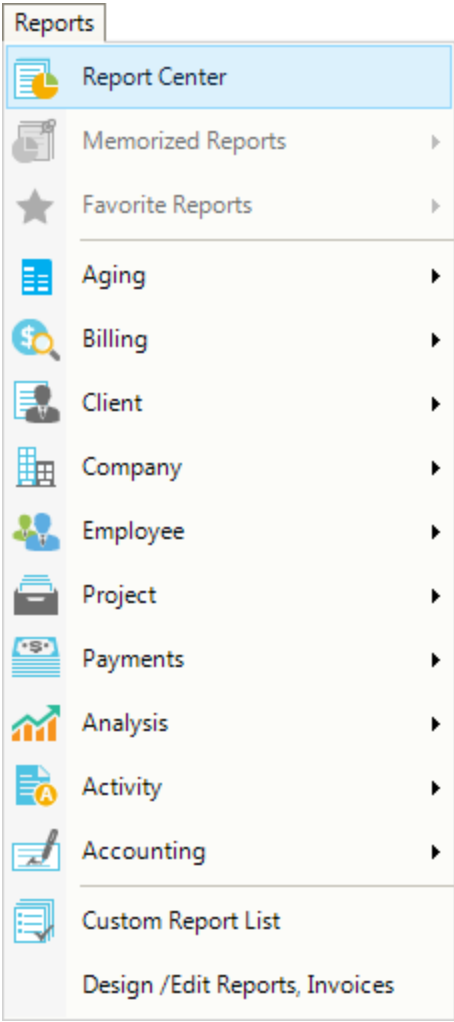 Reports
Report Center
Memorized Reports
Favorite Reports
Aging
Billing
Client
Company
Employee
Project
Payments
Analysis
Activity
Accounting
Custom Report List
Design /Edit Reports, Invoices